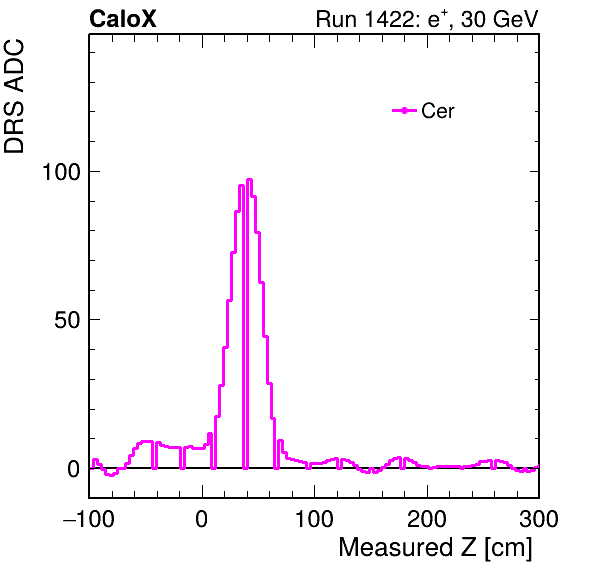 CaloX Run 1422: e⁺, 30 GeV
DRS ADC
Cer
100
50
0
−100 0 100 200 300
Measured Z [cm]